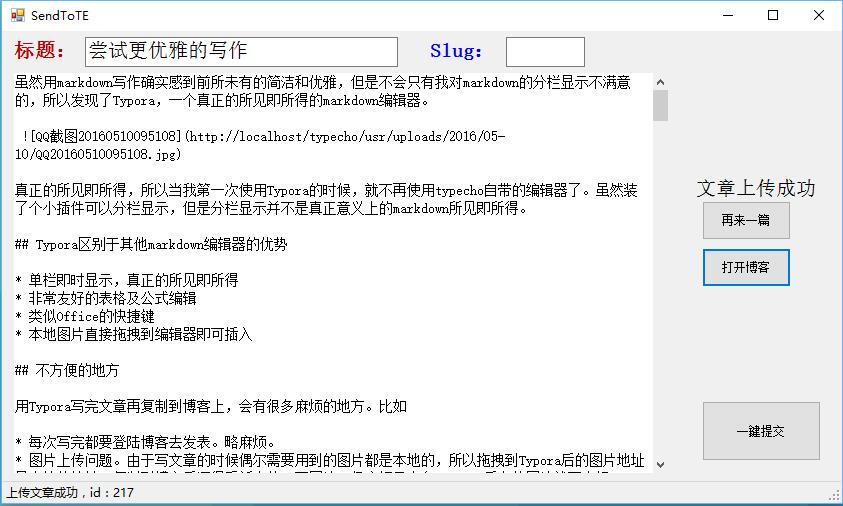 SendToTE
标题： 尝试更优雅的写作 Slug：
虽然用markdown写作确实感到前所未有的简洁和优雅，但是不会只有我对markdown的分栏显示不满意
的，所以发现了Typora，一个真正的所见即所得的markdown编辑器。
![QQ截图20160510095108](http://localhost/typecho/usr/uploads/2016/05-
10/QQ20160510095108.jpg)
真正的所见即所得，所以当我第一次使用Typora的时候，就不再使用typecho自带的编辑器了。虽然装
了个小插件可以分栏显示，但是分栏显示并不是真正意义上的markdown所见即所得。
## Typora区别于其他markdown编辑器的优势
* 单栏即时显示，真正的所见即所得
* 非常友好的表格及公式编辑
* 类似Office的快捷键
* 本地图片直接拖拽到编辑器即可插入
## 不方便的地方
用Typora写完文章再复制到博客上，会有很多麻烦的地方。比如
* 每次写完都要登陆博客去发表。略麻烦。
* 图片上传问题。由于写文章的时候偶尔需要用到的图片都是本地的，所以拖拽到Typora后的图片地址
文章上传成功
再来一篇
打开博客
一键提交
上传文章成功，id：217